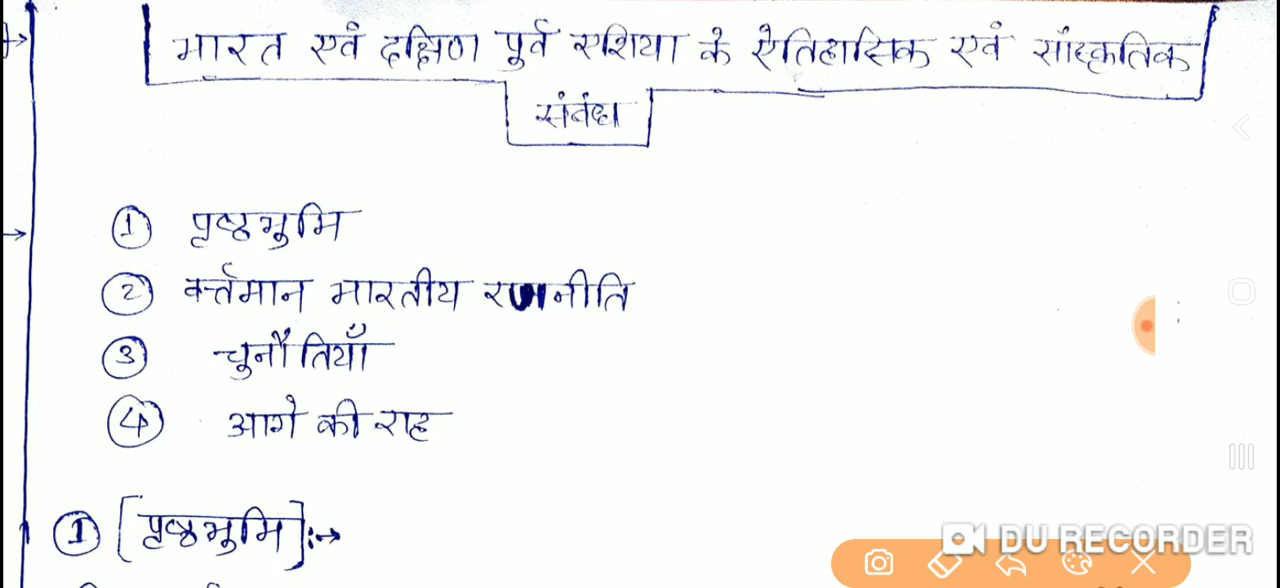 भारत एवं दक्षिण पूर्व एशिया के ऐतिहासिक एवं सांस्कृतिक
संबंध
① पृष्ठभूमि
② वर्त्तमान भारतीय रणनीति
③ चुनौतियाँ
④ आगे की राह
① [पृष्ठभूमि]:→
DU RECORDER